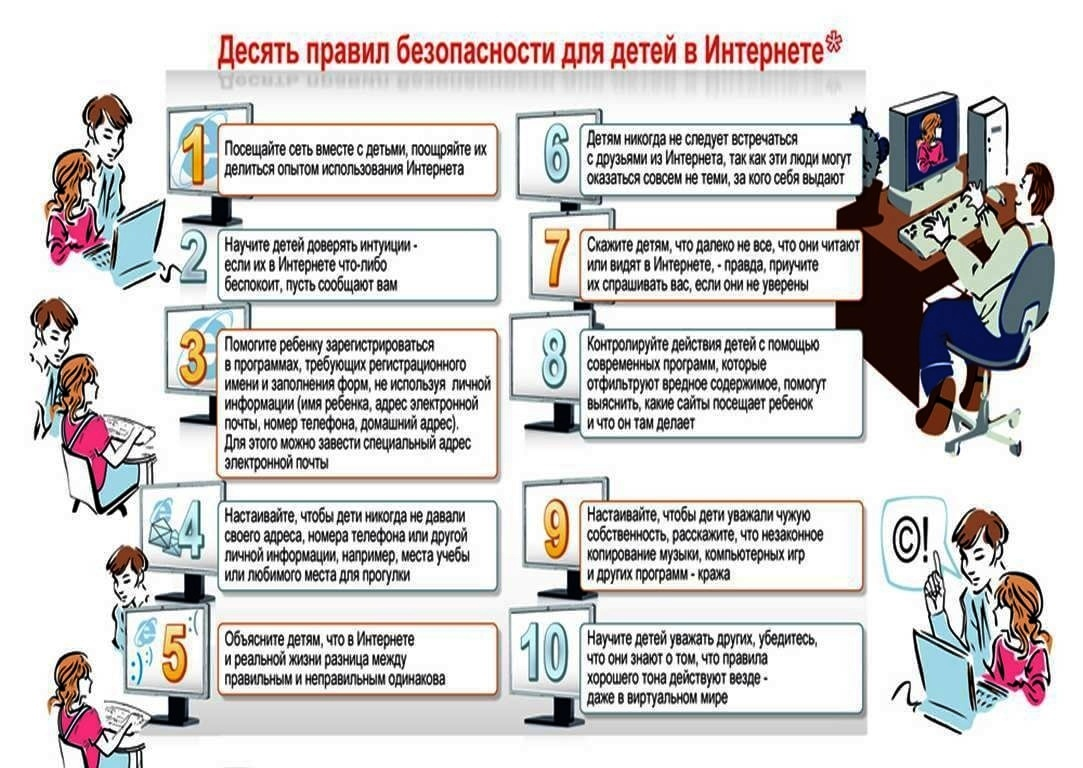 Десять правил безопасности для детей в Интернете*
1
Посещайте сеть вместе с детьми, поощряйте их
делиться опытом использования Интернета
2
Научите детей доверять интуиции -
если их в Интернете что-либо
беспокоит, пусть сообщают вам
3
Помогите ребенку зарегистрироваться
в программах, требующих регистрационного
имени и заполнения форм, не используя личной
информации (имя ребенка, адрес электронной
почты, номер телефона, домашний адрес).
Для этого можно завести специальный адрес
электронной почты
4
Настаивайте, чтобы дети никогда не давали
своего адреса, номера телефона или другой
личной информации, например, места учебы
или любимого места для прогулки
5
Объясните детям, что в Интернете
и реальной жизни разница между
правильным и неправильным одинакова
6
Детям никогда не следует встречаться
с друзьями из Интернета, так как эти люди могут
оказаться совсем не теми, за кого себя выдают
7
Скажите детям, что далеко не все, что они читают
или видят в Интернете, - правда, приучите
их спрашивать вас, если они не уверены
8
Контролируйте действия детей с помощью
современных программ, которые
отфильтруют вредное содержимое, помогут
выяснить, какие сайты посещает ребенок
и что он там делает
9
Настаивайте, чтобы дети уважали чужую
собственность, расскажите, что незаконное
копирование музыки, компьютерных игр
и других программ - кража
10
Научите детей уважать других, убедитесь,
что они знают о том, что правила
хорошего тона действуют везде -
даже в виртуальном мире
©!